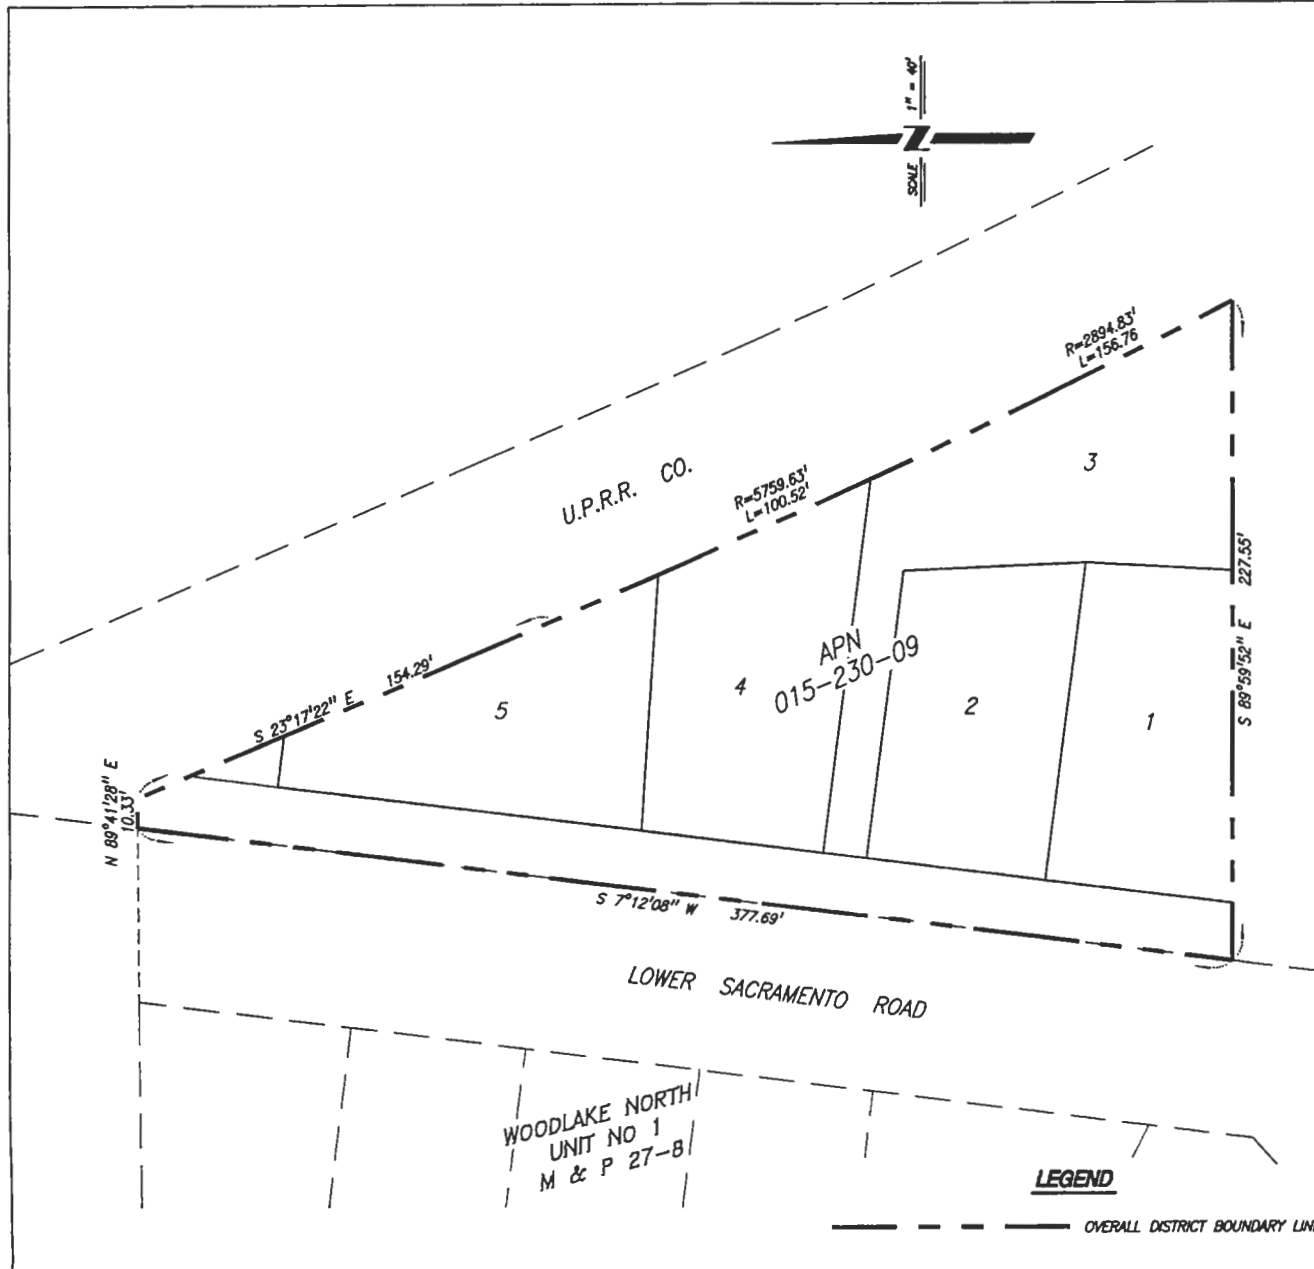 SCALE 1" = 40'
Z
R=2894.83'
L=156.76
U.P.R.R. CO.
R=5759.63'
L=100.52'
3
S 89°59'52" E 227.55'
S 23°17'22" E 154.29'
5
4
APN
015-230-09
2
1
N 89°41'28" E
10.33'
S 7°12'08" W 377.69'
LOWER SACRAMENTO ROAD
WOODLAKE NORTH
UNIT NO 1
M & P 27-8
LEGEND
OVERALL DISTRICT BOUNDARY LIN